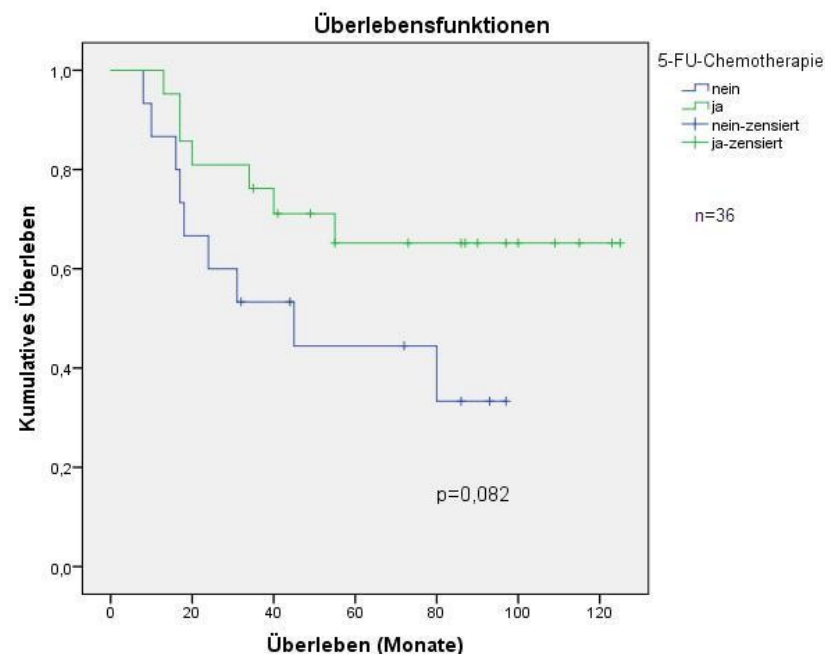 Überlebensfunktionen
5-FU-Chemotherapie
nein
ja
nein-zensiert
ja-zensiert
n=36
Kumulatives Überleben
1,0
0,8
0,6
0,4
0,2
0,0
p=0,082
0 20 40 60 80 100 120
Überleben (Monate)